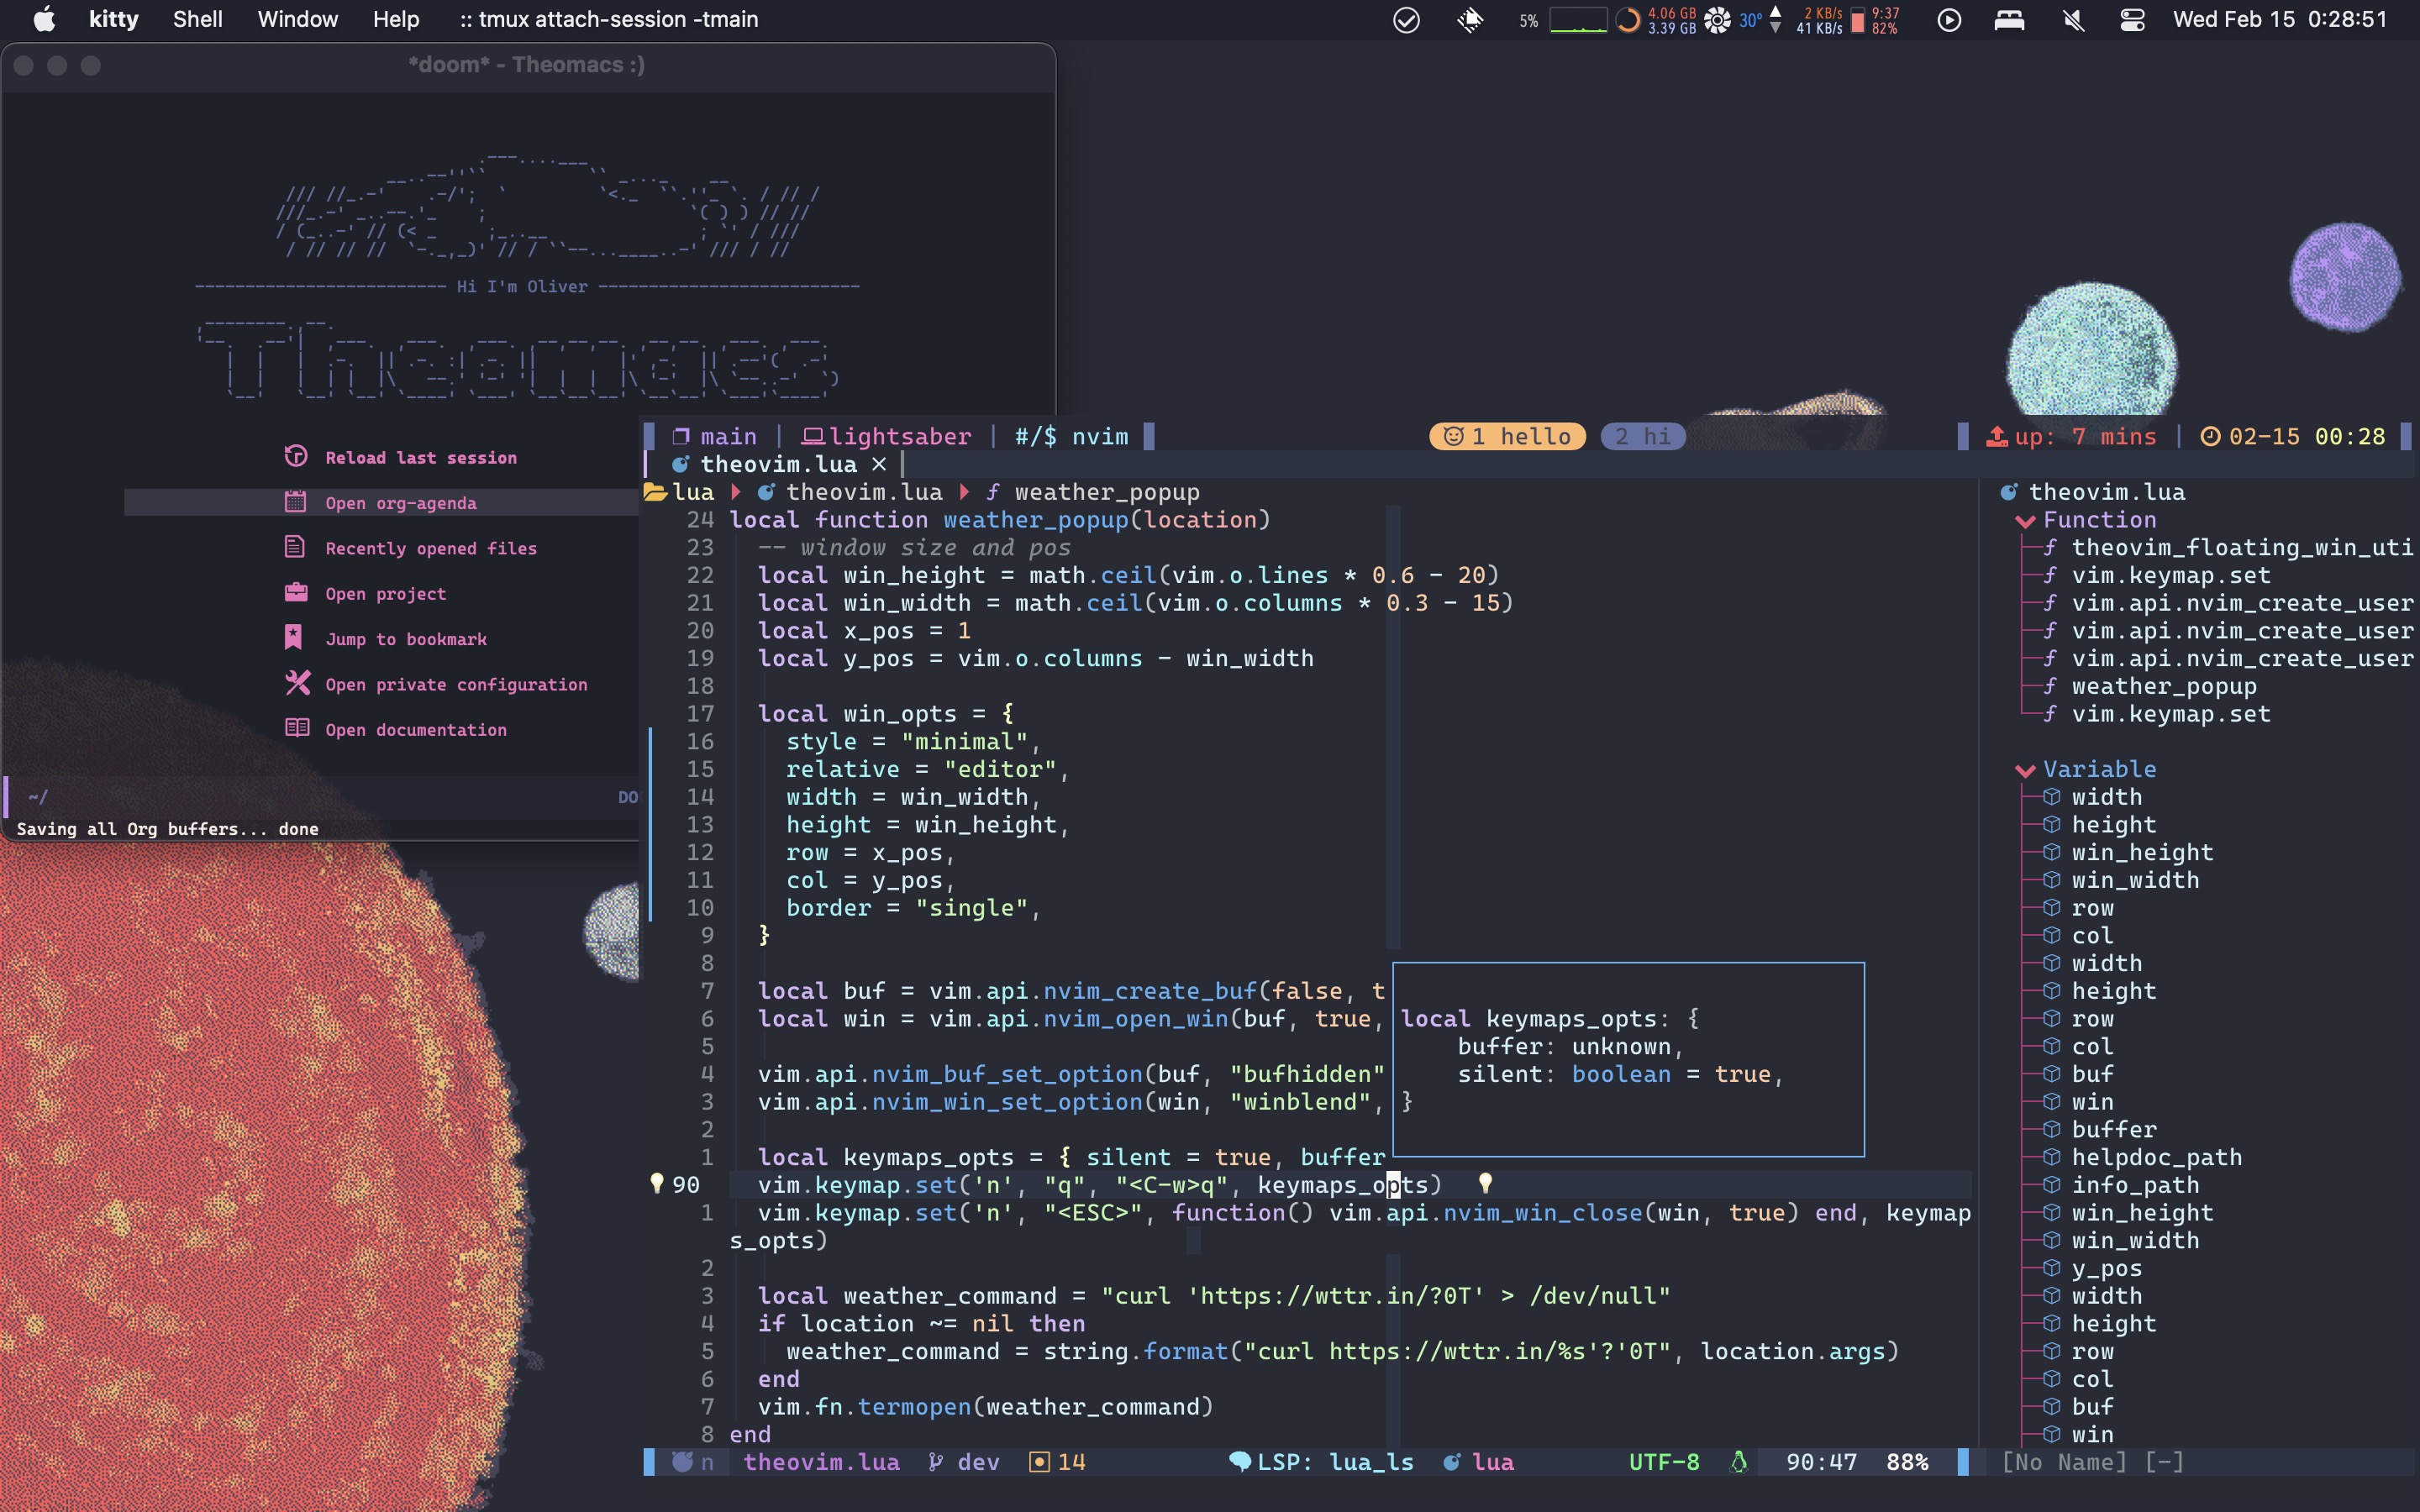 kitty Shell Window Help :: tmux attach-session -tmain
5% 4.06 GB 3.39 GB 30° 2 KB/s 41 KB/s 9:37 82% Wed Feb 15 0:28:51
*doom* - Theomacs :)
Hi I'm Oliver
Theomacs
Reload last session
Open org-agenda
Recently opened files
Open project
Jump to bookmark
Open private configuration
Open documentation
~/ DO
Saving all Org buffers... done
main | lightsaber | #/$ nvim 1 hello 2 hi up: 7 mins | 02-15 00:28
theovim.lua ×
lua theovim.lua ƒ weather_popup
24 local function weather_popup(location)
23 -- window size and pos
22 local win_height = math.ceil(vim.o.lines * 0.6 - 20)
21 local win_width = math.ceil(vim.o.columns * 0.3 - 15)
20 local x_pos = 1
19 local y_pos = vim.o.columns - win_width
18
17 local win_opts = {
16 style = "minimal",
15 relative = "editor",
14 width = win_width,
13 height = win_height,
12 row = x_pos,
11 col = y_pos,
10 border = "single",
9 }
8
7 local buf = vim.api.nvim_create_buf(false, t
6 local win = vim.api.nvim_open_win(buf, true,
5
4 vim.api.nvim_buf_set_option(buf, "bufhidden"
3 vim.api.nvim_win_set_option(win, "winblend",
2
1 local keymaps_opts = { silent = true, buffer
90 vim.keymap.set('n', "q", "<C-w>q", keymaps_opts)
1 vim.keymap.set('n', "<ESC>", function() vim.api.nvim_win_close(win, true) end, keymap
s_opts)
2
3 local weather_command = "curl 'https://wttr.in/?0T' > /dev/null"
4 if location ~= nil then
5 weather_command = string.format("curl https://wttr.in/%s'?'0T", location.args)
6 end
7 vim.fn.termopen(weather_command)
8 end
local keymaps_opts: {
buffer: unknown,
silent: boolean = true,
}
theovim.lua
Function
ƒ theovim_floating_win_uti
ƒ vim.keymap.set
ƒ vim.api.nvim_create_user
ƒ vim.api.nvim_create_user
ƒ vim.api.nvim_create_user
ƒ weather_popup
ƒ vim.keymap.set
Variable
width
height
win_height
win_width
row
col
width
height
row
col
buf
win
buffer
helpdoc_path
info_path
win_height
win_width
y_pos
width
height
row
col
buf
win
n theovim.lua dev 14 LSP: lua_ls lua UTF-8 90:47 88% [No Name] [-]